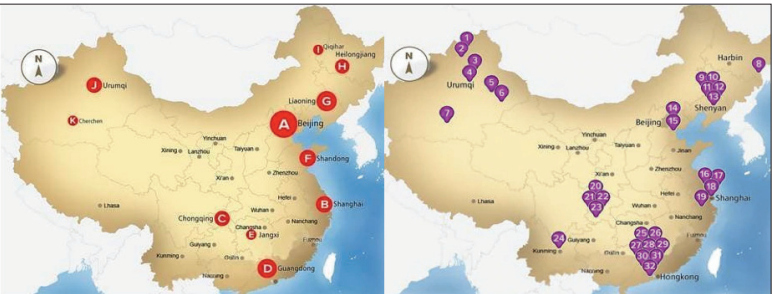 N
I Qiqihar
Heilongjiang
H
J Urumqi
Liaoning G
K Cherchen
A
Beijing
Yinchuan
Xining Lanzhou
Taiyuan
F Shandong
Zhengzhou
Xi'an
Hefei
Lhasa
B Shanghai
Wuhan
Chongqing C
Nanchang
Changsha
E Jangxi
Guiyang
Kunming
D Guangdong
Nanning
N
1
2
3
4
Urumqi
5
6
7
Harbin
8
9 10
11 12
13
Shenyan
14
Beijing 15
Yinchuan
Xining Lanzhou
Taiyuan
Jinan
Zhengzhou
Xi'an
16 17
18
19 Shanghai
20
21 22
23
Hefei
Lhasa
Wuhan
Nanchang
Changsha
24
Guiyang
Kunming
25 26
27 28 29
30 31
32
Nanning
Hongkong